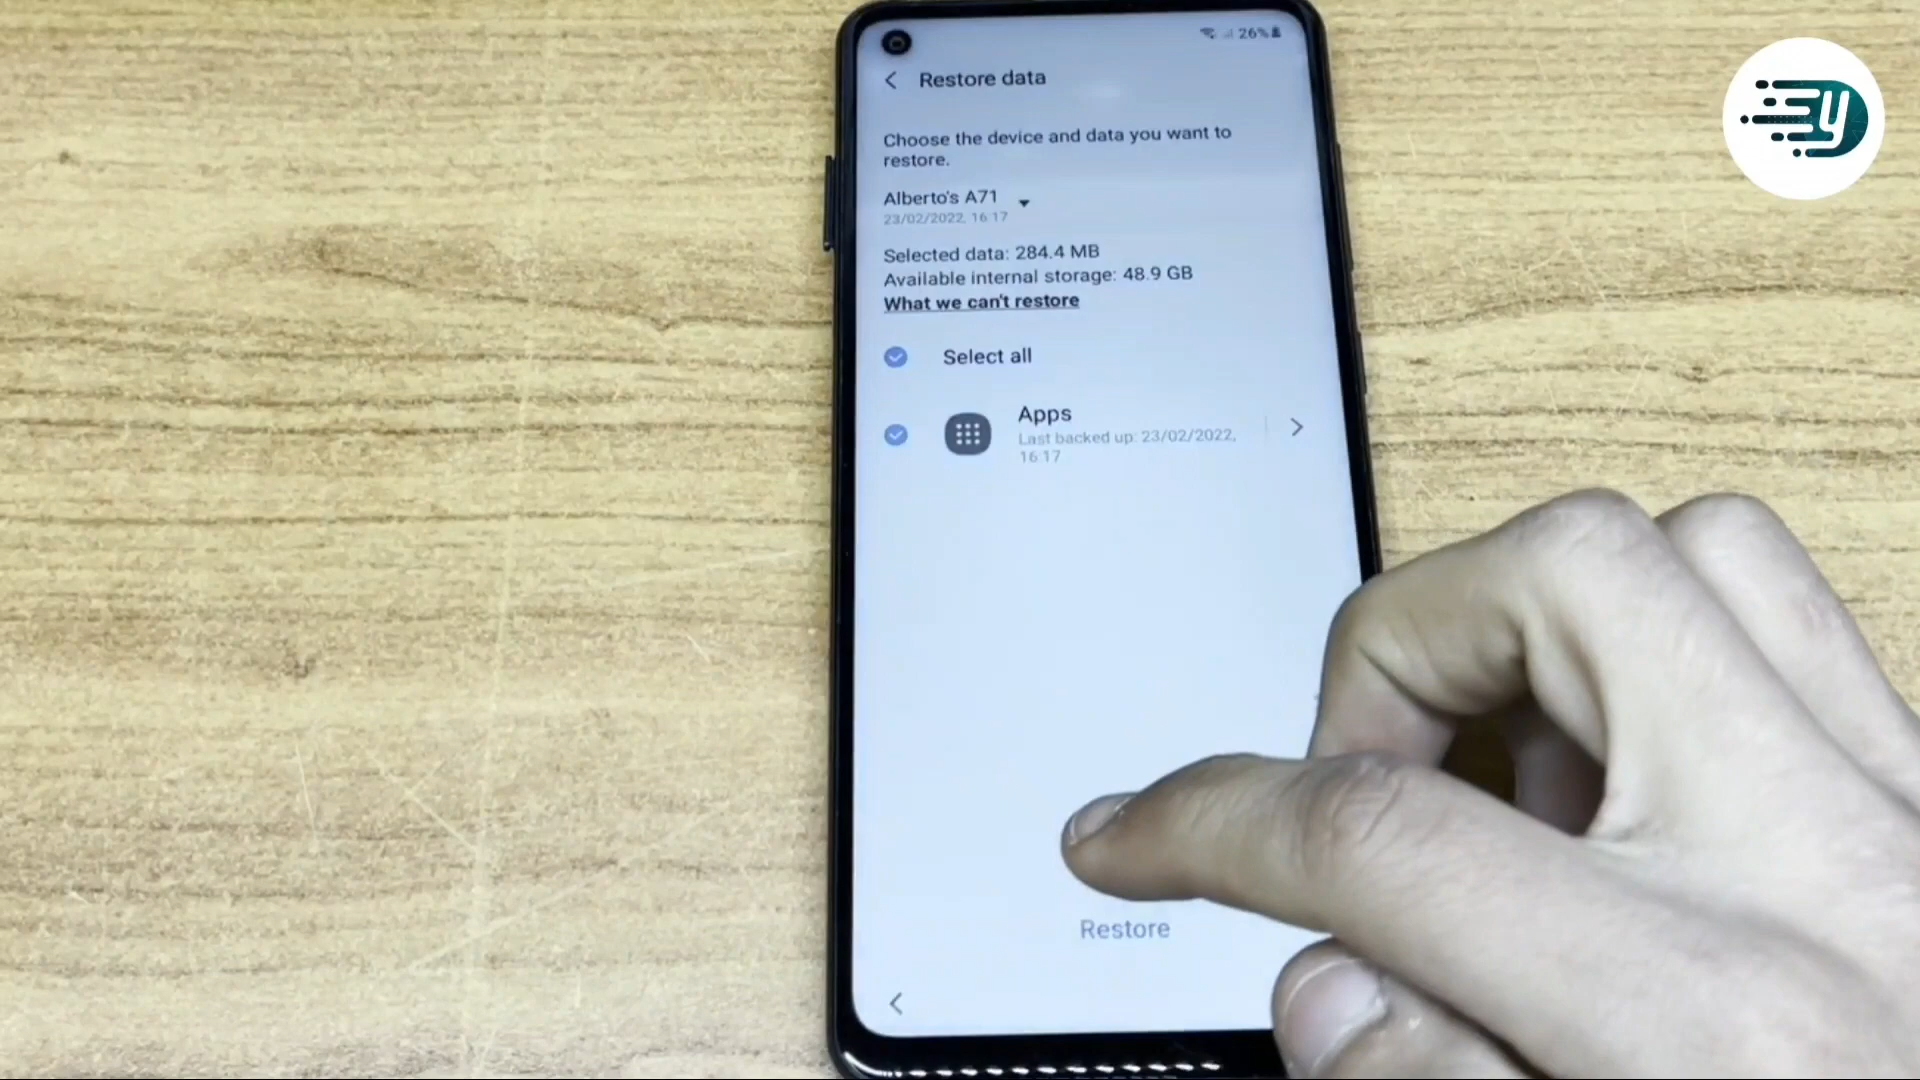 26%
Restore data
Choose the device and data you want to
restore.
Alberto's A71
23/02/2022, 16:17
Selected data: 284.4 MB
Available internal storage: 48.9 GB
What we can't restore
Select all
Apps
Last backed up: 23/02/2022,
16:17
Restore
y